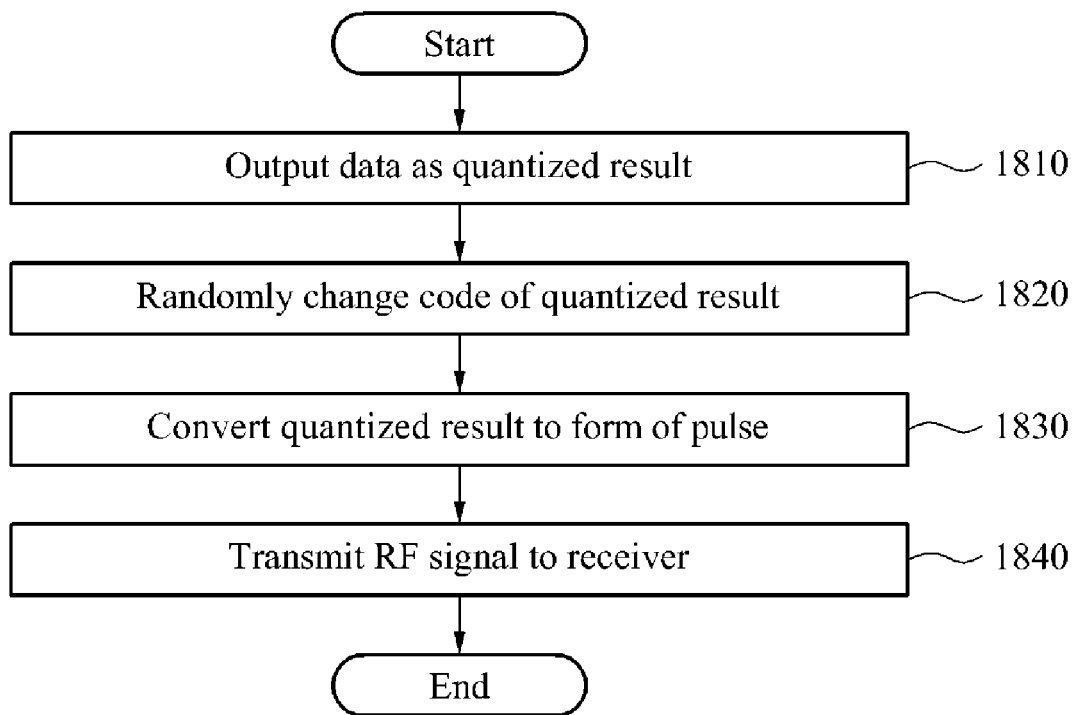 Start
Output data as quantized result 1810
Randomly change code of quantized result 1820
Convert quantized result to form of pulse 1830
Transmit RF signal to receiver 1840
End